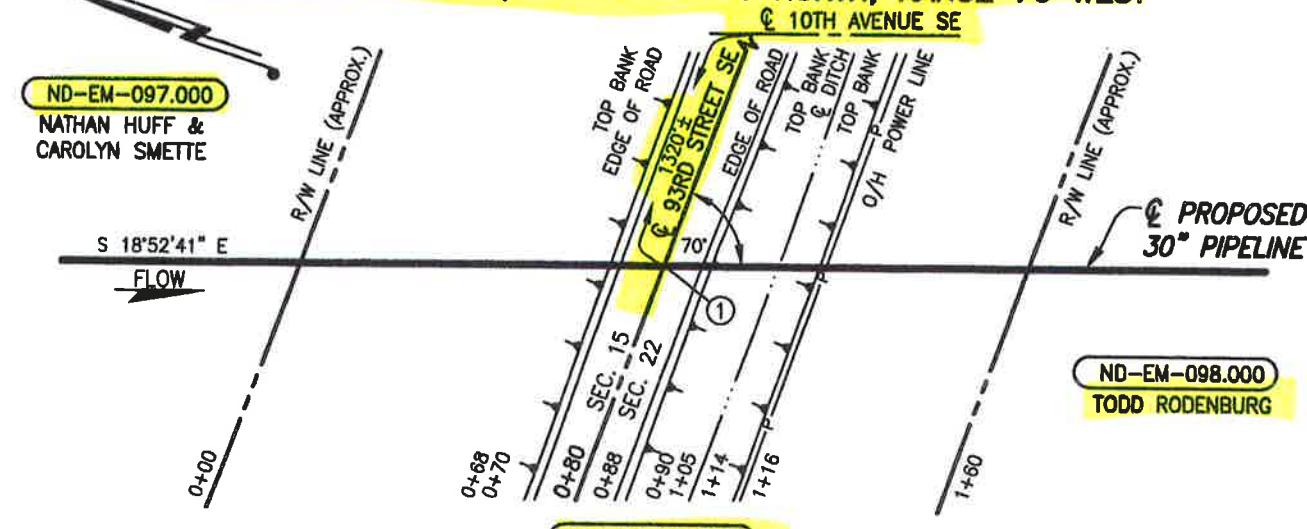 ℄ 10TH AVENUE SE
ND-EM-097.000
NATHAN HUFF &
CAROLYN SMETTE
R/W LINE (APPROX.)
TOP BANK
EDGE OF ROAD
1320'±
℄ 93RD STREET SE
EDGE OF ROAD
TOP BANK
℄ DITCH
TOP BANK
P
O/H POWER LINE
R/W LINE (APPROX.)
℄ PROPOSED
30" PIPELINE
S 18°52'41" E
FLOW
70°
P
1
SEC. 15
SEC. 22
ND-EM-098.000
TODD RODENBURG
P
0+00
0+68
0+70
0+80
0+88
0+90
1+05
1+14
1+16
1+60